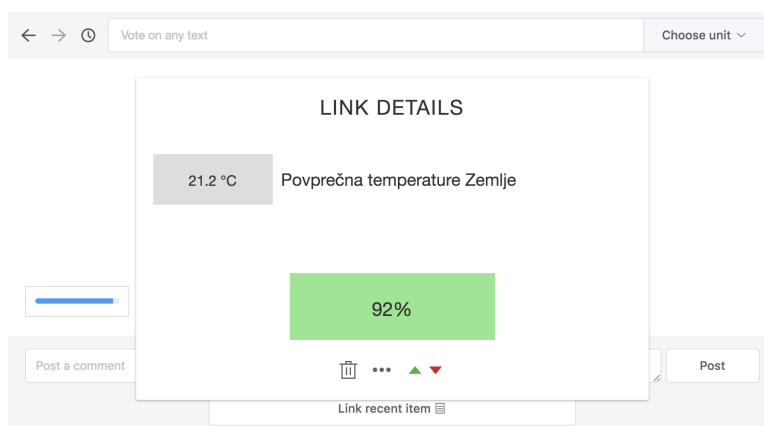 Vote on any text
Choose unit
LINK DETAILS
21.2 °C
Povprečna temperature Zemlje
92%
Post a comment
Post
Link recent item